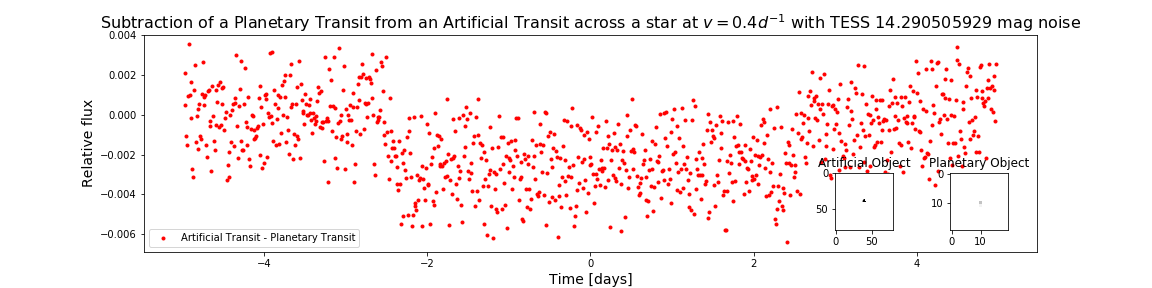 Subtraction of a Planetary Transit from an Artificial Transit across a star at v = 0.4d⁻¹ with TESS 14.290505929 mag noise
0.004
0.002
0.000
−0.002
−0.004
−0.006
Relative flux
Artificial Transit - Planetary Transit
Artificial Object
0
50
0 50
Planetary Object
0
10
0 10
−4 −2 0 2 4
Time [days]